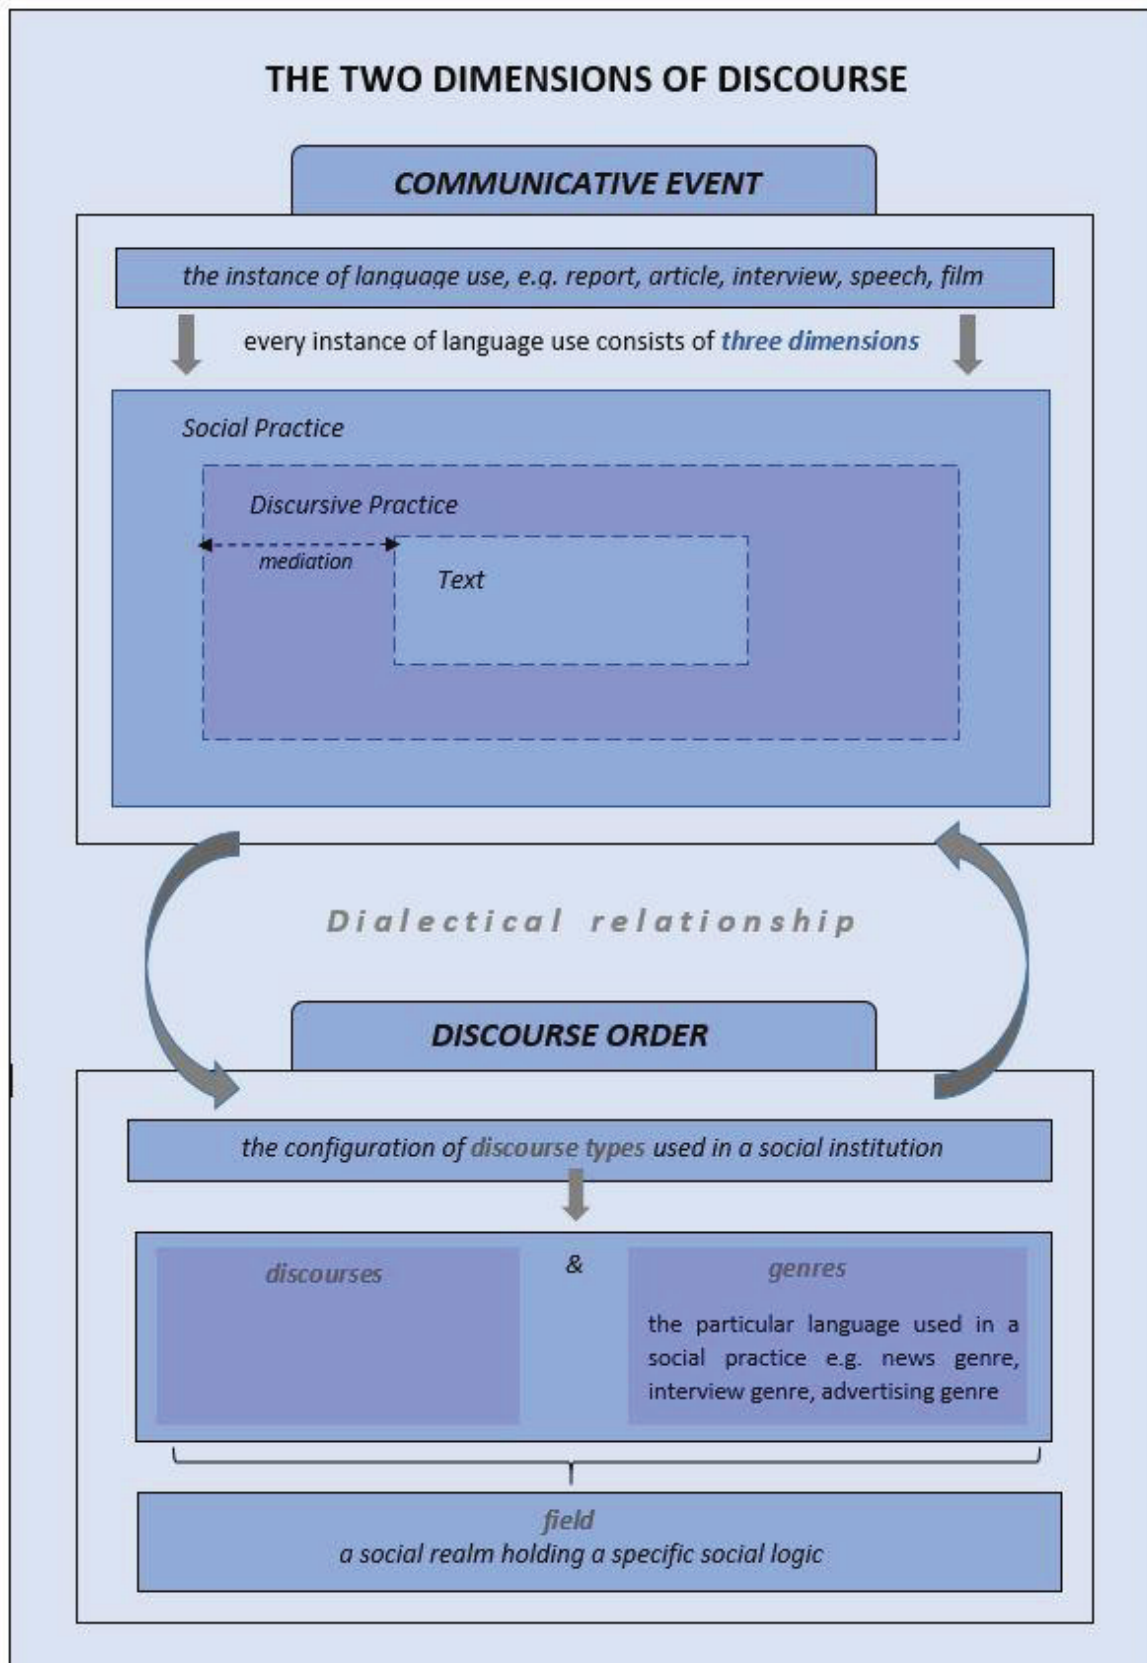 THE TWO DIMENSIONS OF DISCOURSE
COMMUNICATIVE EVENT
the instance of language use, e.g. report, article, interview, speech, film
every instance of language use consists of three dimensions
Social Practice
Discursive Practice
mediation
Text
Dialectical relationship
DISCOURSE ORDER
the configuration of discourse types used in a social institution
discourses
&
genres
the particular language used in a
social practice e.g. news genre,
interview genre, advertising genre
field
a social realm holding a specific social logic